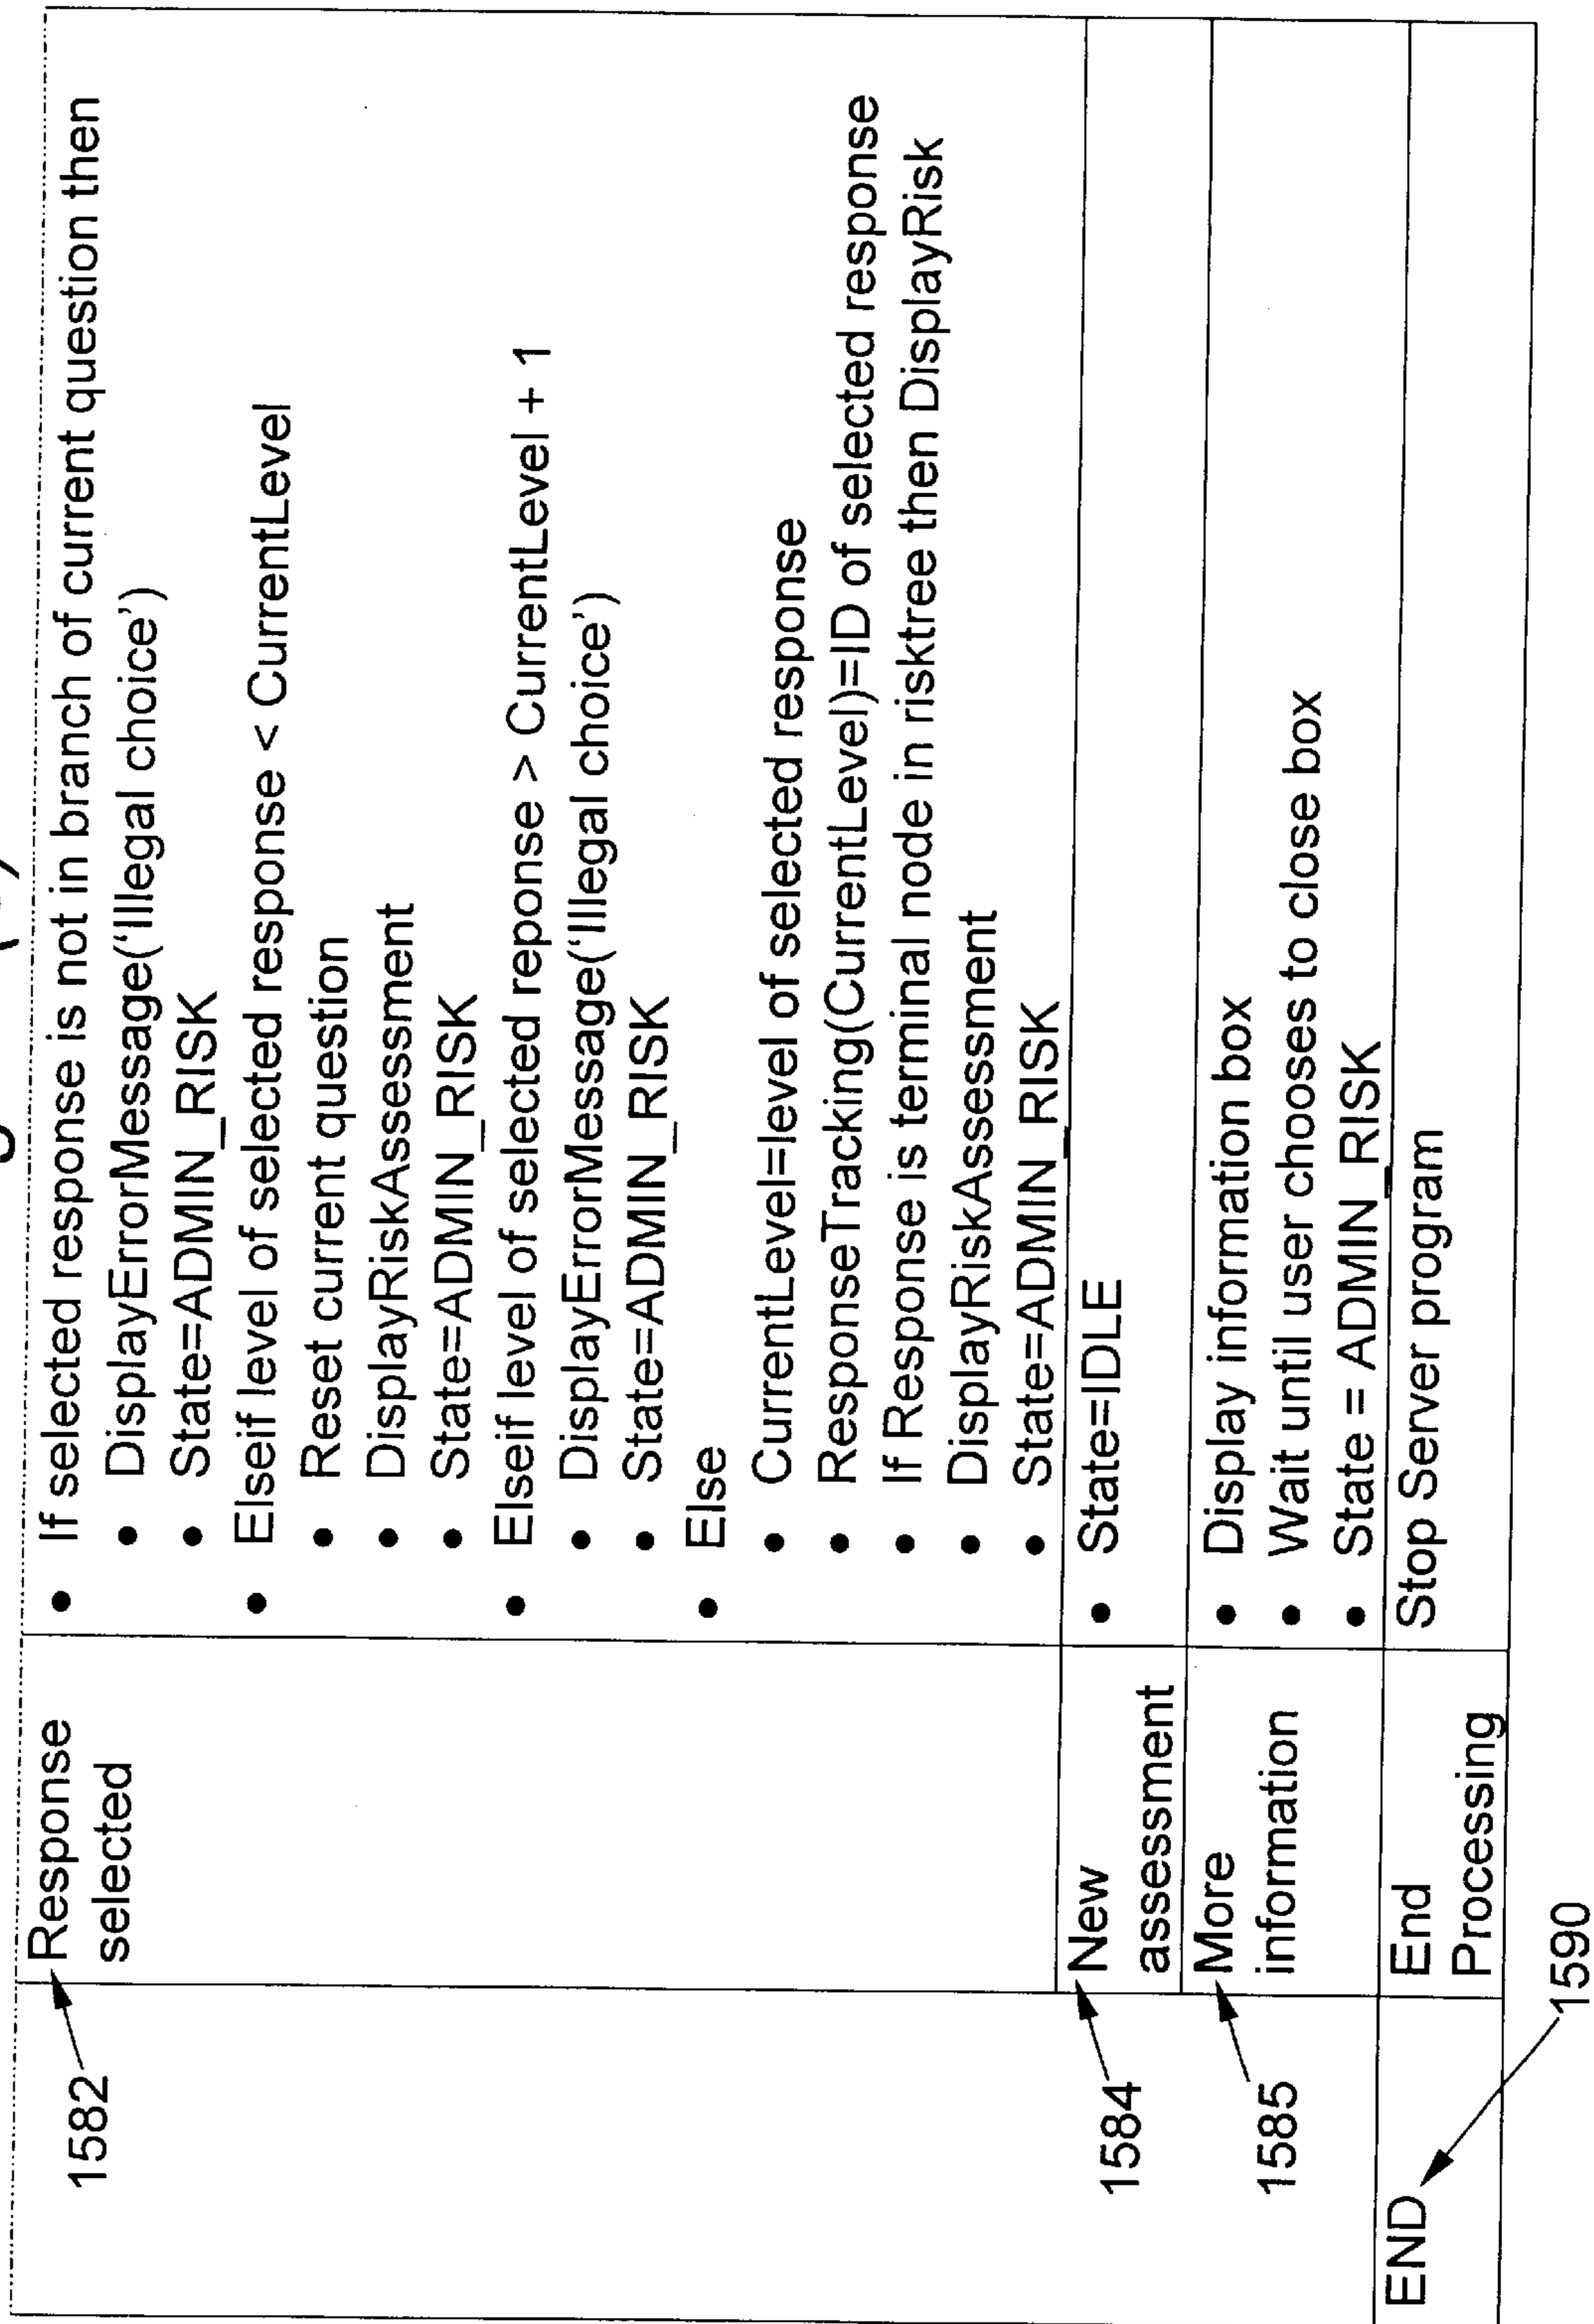 1582
Response
selected
• If selected response is not in branch of current question then
• DisplayErrorMessage('Illegal choice')
• State=ADMIN_RISK
• Elseif level of selected response < CurrentLevel
• Reset current question
• DisplayRiskAssessment
• State=ADMIN_RISK
• Elseif level of selected reponse > CurrentLevel + 1
• DisplayErrorMessage('Illegal choice')
• State=ADMIN_RISK
• Else
• CurrentLevel=level of selected response
• ResponseTracking(CurrentLevel)=ID of selected response
• If Response is terminal node in risktree then DisplayRisk
• DisplayRiskAssessment
• State=ADMIN_RISK
1584
New
assessment
• State=IDLE
1585
More
information
• Display information box
• Wait until user chooses to close box
• State = ADMIN_RISK
END
End
Processing
Stop Server program
1590